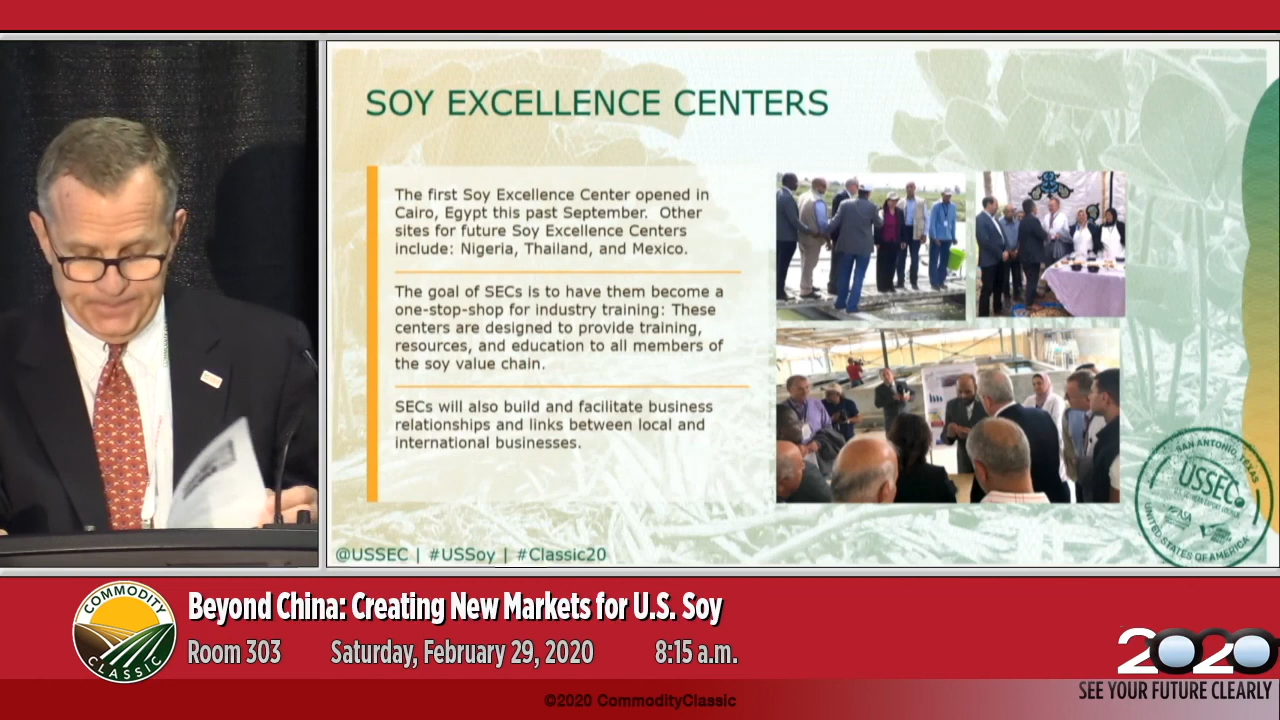 SOY EXCELLENCE CENTERS
The first Soy Excellence Center opened in
Cairo, Egypt this past September. Other
sites for future Soy Excellence Centers
include: Nigeria, Thailand, and Mexico.
The goal of SECs is to have them become a
one-stop-shop for industry training: These
centers are designed to provide training,
resources, and education to all members of
the soy value chain.
SECs will also build and facilitate business
relationships and links between local and
international businesses.
SAN ANTONIO, TEXAS
USSEC
UNITED STATES OF AMERICA
@USSEC | #USSoy | #Classic20
COMMODITY
CLASSIC
Beyond China: Creating New Markets for U.S. Soy
Room 303 Saturday, February 29, 2020 8:15 a.m.
2020
SEE YOUR FUTURE CLEARLY
©2020 CommodityClassic